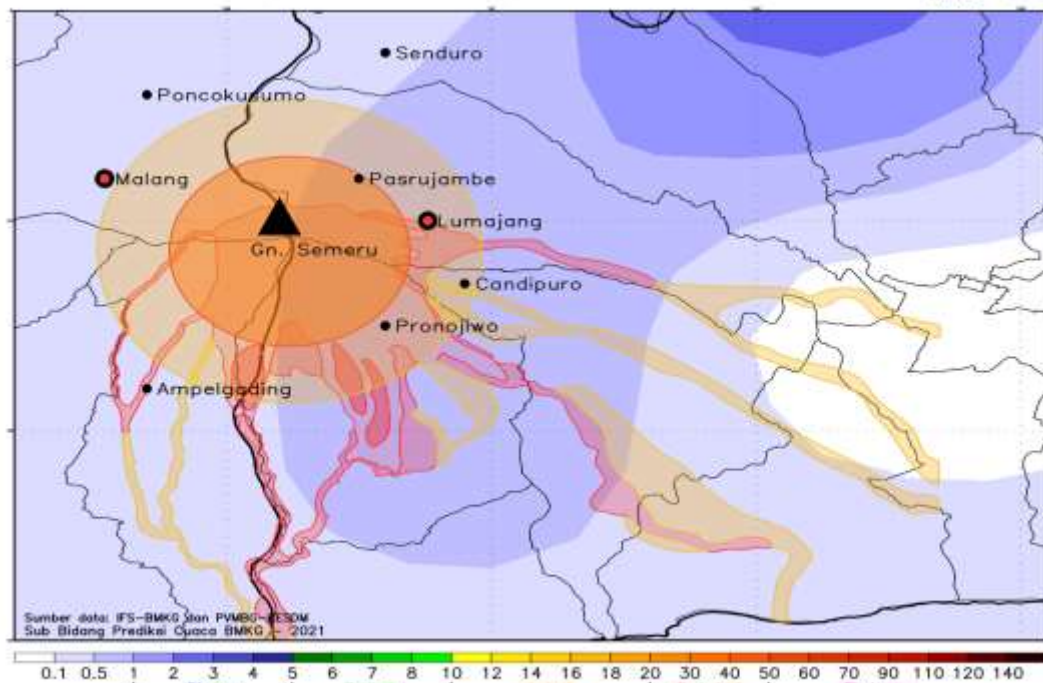 Senduro
Poncokusumo
Malang
Pasrujambe
Lumajang
Gn. Semeru
Candipuro
Pronojiwo
Ampelgading
Sumber data: IFS-BMKG dan PVMBG-KESDM
Sub Bidang Prediksi Cuaca BMKG - 2021
0.1 0.5 1 2 3 4 5 6 7 8 10 12 14 16 18 20 30 40 50 60 70 90 110 120 140